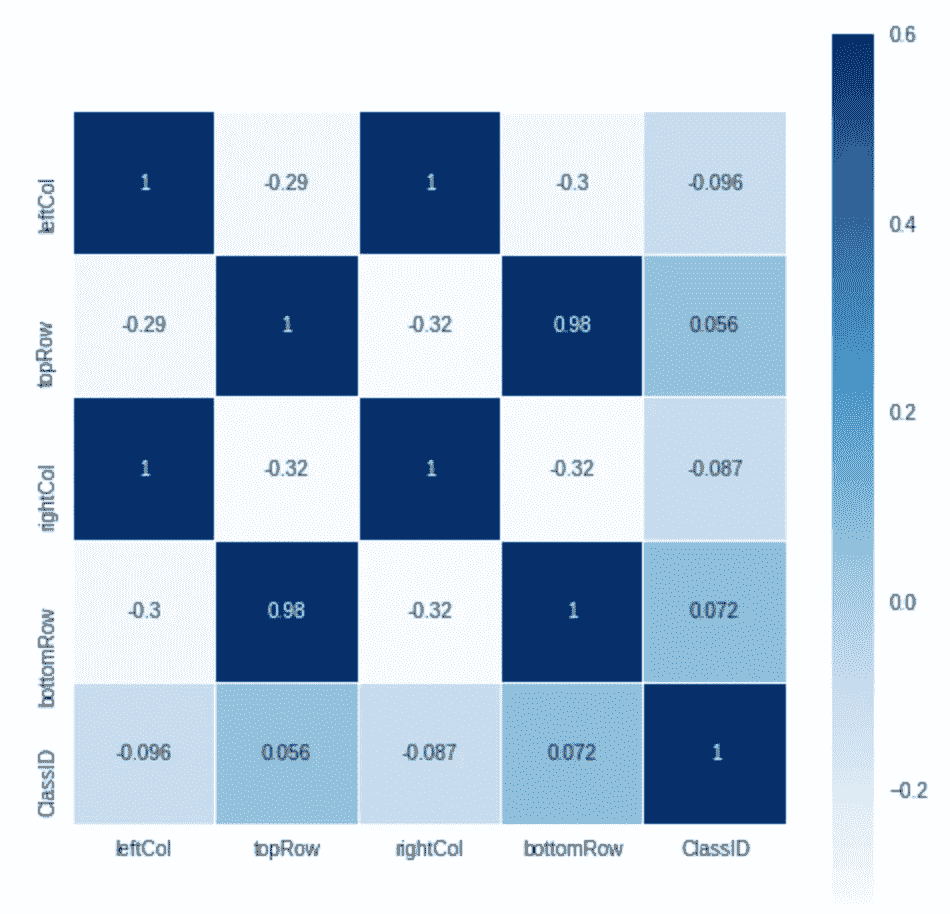 0.6
leftCol 1 -0.29 1 -0.3 -0.096
0.4
topRow -0.29 1 -0.32 0.98 0.056
0.2
rightCol 1 -0.32 1 -0.32 -0.087
0.0
bottomRow -0.3 0.98 -0.32 1 0.072
-0.2
ClassID -0.096 0.056 -0.087 0.072 1
leftCol topRow rightCol bottomRow ClassID